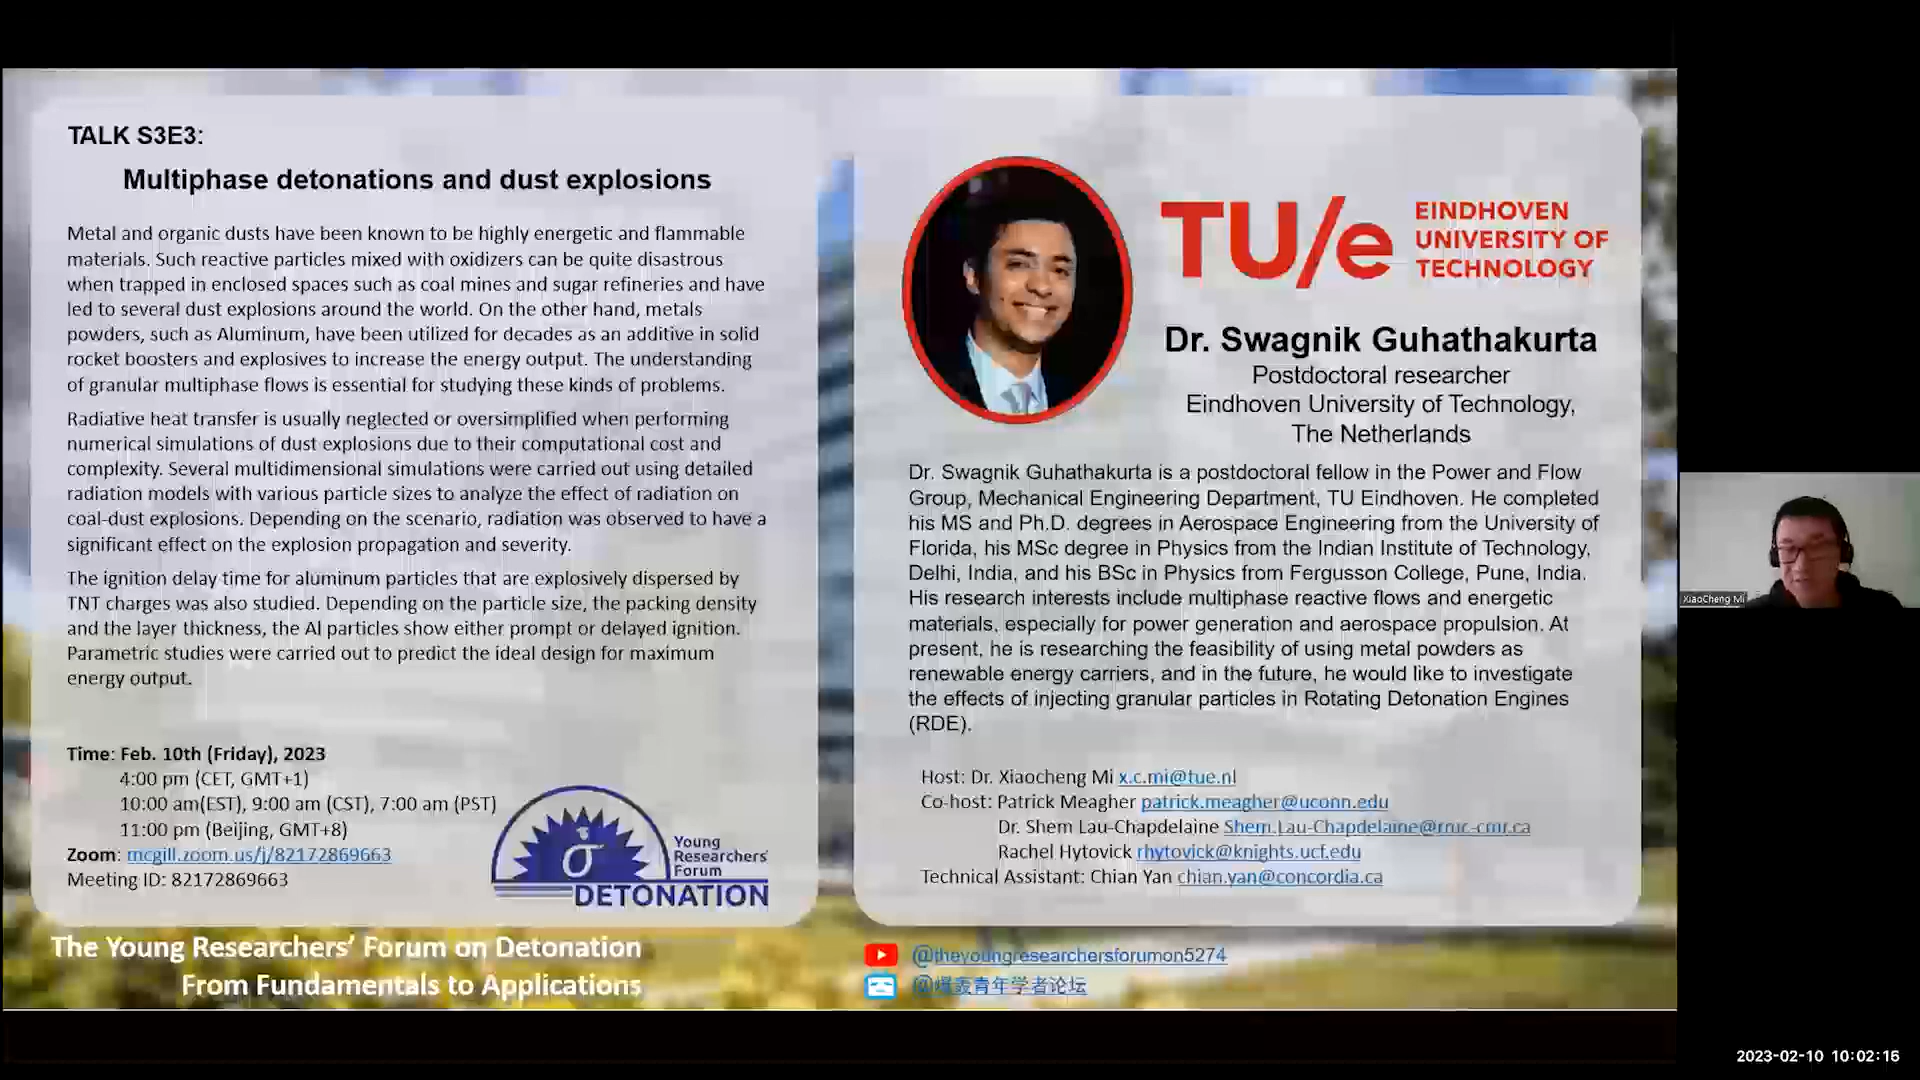 TALK S3E3:
Multiphase detonations and dust explosions
Metal and organic dusts have been known to be highly energetic and flammable
materials. Such reactive particles mixed with oxidizers can be quite disastrous
when trapped in enclosed spaces such as coal mines and sugar refineries and have
led to several dust explosions around the world. On the other hand, metals
powders, such as Aluminum, have been utilized for decades as an additive in solid
rocket boosters and explosives to increase the energy output. The understanding
of granular multiphase flows is essential for studying these kinds of problems.
Radiative heat transfer is usually neglected or oversimplified when performing
numerical simulations of dust explosions due to their computational cost and
complexity. Several multidimensional simulations were carried out using detailed
radiation models with various particle sizes to analyze the effect of radiation on
coal-dust explosions. Depending on the scenario, radiation was observed to have a
significant effect on the explosion propagation and severity.
The ignition delay time for aluminum particles that are explosively dispersed by
TNT charges was also studied. Depending on the particle size, the packing density
and the layer thickness, the Al particles show either prompt or delayed ignition.
Parametric studies were carried out to predict the ideal design for maximum
energy output.
Time: Feb. 10th (Friday), 2023
4:00 pm (CET, GMT+1)
10:00 am(EST), 9:00 am (CST), 7:00 am (PST)
11:00 pm (Beijing, GMT+8)
Zoom: mcgill.zoom.us/j/82172869663
Meeting ID: 82172869663
σ
Young
Researchers'
Forum
DETONATION
The Young Researchers' Forum on Detonation
From Fundamentals to Applications
TU/e
EINDHOVEN
UNIVERSITY OF
TECHNOLOGY
Dr. Swagnik Guhathakurta
Postdoctoral researcher
Eindhoven University of Technology,
The Netherlands
Dr. Swagnik Guhathakurta is a postdoctoral fellow in the Power and Flow
Group, Mechanical Engineering Department, TU Eindhoven. He completed
his MS and Ph.D. degrees in Aerospace Engineering from the University of
Florida, his MSc degree in Physics from the Indian Institute of Technology,
Delhi, India, and his BSc in Physics from Fergusson College, Pune, India.
His research interests include multiphase reactive flows and energetic
materials, especially for power generation and aerospace propulsion. At
present, he is researching the feasibility of using metal powders as
renewable energy carriers, and in the future, he would like to investigate
the effects of injecting granular particles in Rotating Detonation Engines
(RDE).
Host: Dr. Xiaocheng Mi x.c.mi@tue.nl
Co-host: Patrick Meagher patrick.meagher@uconn.edu
Dr. Shem Lau-Chapdelaine Shem.Lau-Chapdelaine@rmc-cmr.ca
Rachel Hytovick rhytovick@knights.ucf.edu
Technical Assistant: Chian Yan chian.yan@concordia.ca
@theyoungresearchersforumon5274
@爆轰青年学者论坛
XiaoCheng Mi
2023-02-10 10:02:16